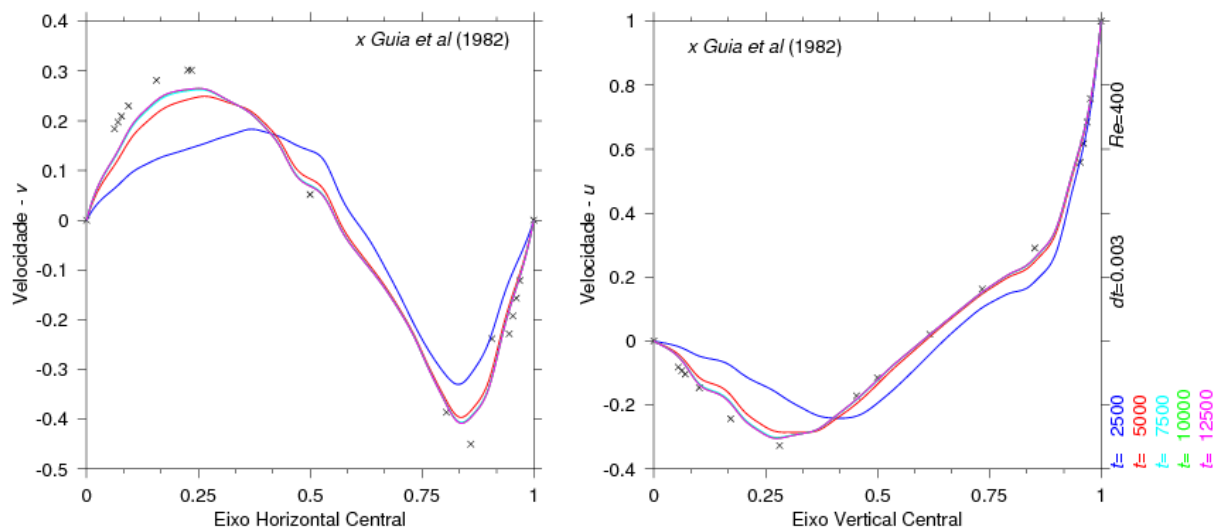 0.4
0.3
0.2
0.1
0
-0.1
-0.2
-0.3
-0.4
-0.5
Velocidade - v
x Guia et al (1982)
0 0.25 0.5 0.75 1
Eixo Horizontal Central
1
0.8
0.6
0.4
0.2
0
-0.2
-0.4
Velocidade - u
x Guia et al (1982)
0 0.25 0.5 0.75 1
Eixo Vertical Central
dt=0.003 Re=400
t= 2500
t= 5000
t= 7500
t= 10000
t= 12500